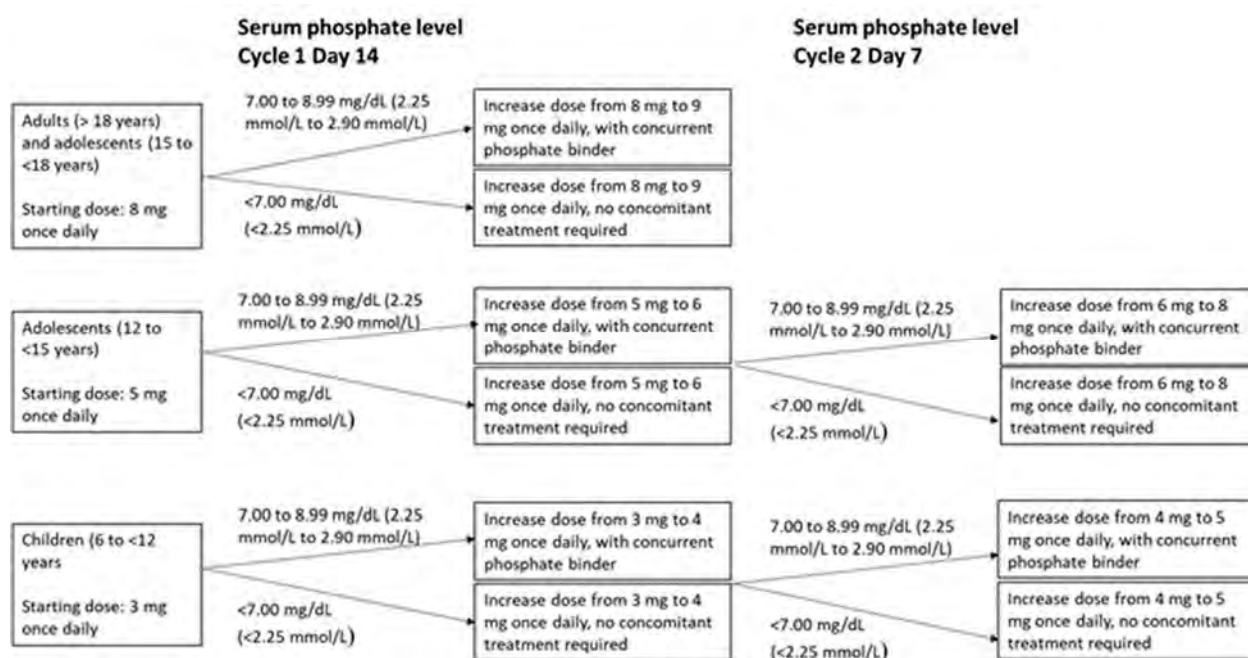 Serum phosphate level
Cycle 1 Day 14
Serum phosphate level
Cycle 2 Day 7
Adults (> 18 years)
and adolescents (15 to
<18 years)
Starting dose: 8 mg
once daily
7.00 to 8.99 mg/dL (2.25
mmol/L to 2.90 mmol/L)
<7.00 mg/dL
(<2.25 mmol/L)
Increase dose from 8 mg to 9
mg once daily, with concurrent
phosphate binder
Increase dose from 8 mg to 9
mg once daily, no concomitant
treatment required
Adolescents (12 to
<15 years)
Starting dose: 5 mg
once daily
7.00 to 8.99 mg/dL (2.25
mmol/L to 2.90 mmol/L)
<7.00 mg/dL
(<2.25 mmol/L)
Increase dose from 5 mg to 6
mg once daily, with concurrent
phosphate binder
Increase dose from 5 mg to 6
mg once daily, no concomitant
treatment required
7.00 to 8.99 mg/dL (2.25
mmol/L to 2.90 mmol/L)
<7.00 mg/dL
(<2.25 mmol/L)
Increase dose from 6 mg to 8
mg once daily, with concurrent
phosphate binder
Increase dose from 6 mg to 8
mg once daily, no concomitant
treatment required
Children (6 to <12
years
Starting dose: 3 mg
once daily
7.00 to 8.99 mg/dL (2.25
mmol/L to 2.90 mmol/L)
<7.00 mg/dL
(<2.25 mmol/L)
Increase dose from 3 mg to 4
mg once daily, with concurrent
phosphate binder
Increase dose from 3 mg to 4
mg once daily, no concomitant
treatment required
7.00 to 8.99 mg/dL (2.25
mmol/L to 2.90 mmol/L)
<7.00 mg/dL
(<2.25 mmol/L)
Increase dose from 4 mg to 5
mg once daily, with concurrent
phosphate binder
Increase dose from 4 mg to 5
mg once daily, no concomitant
treatment required